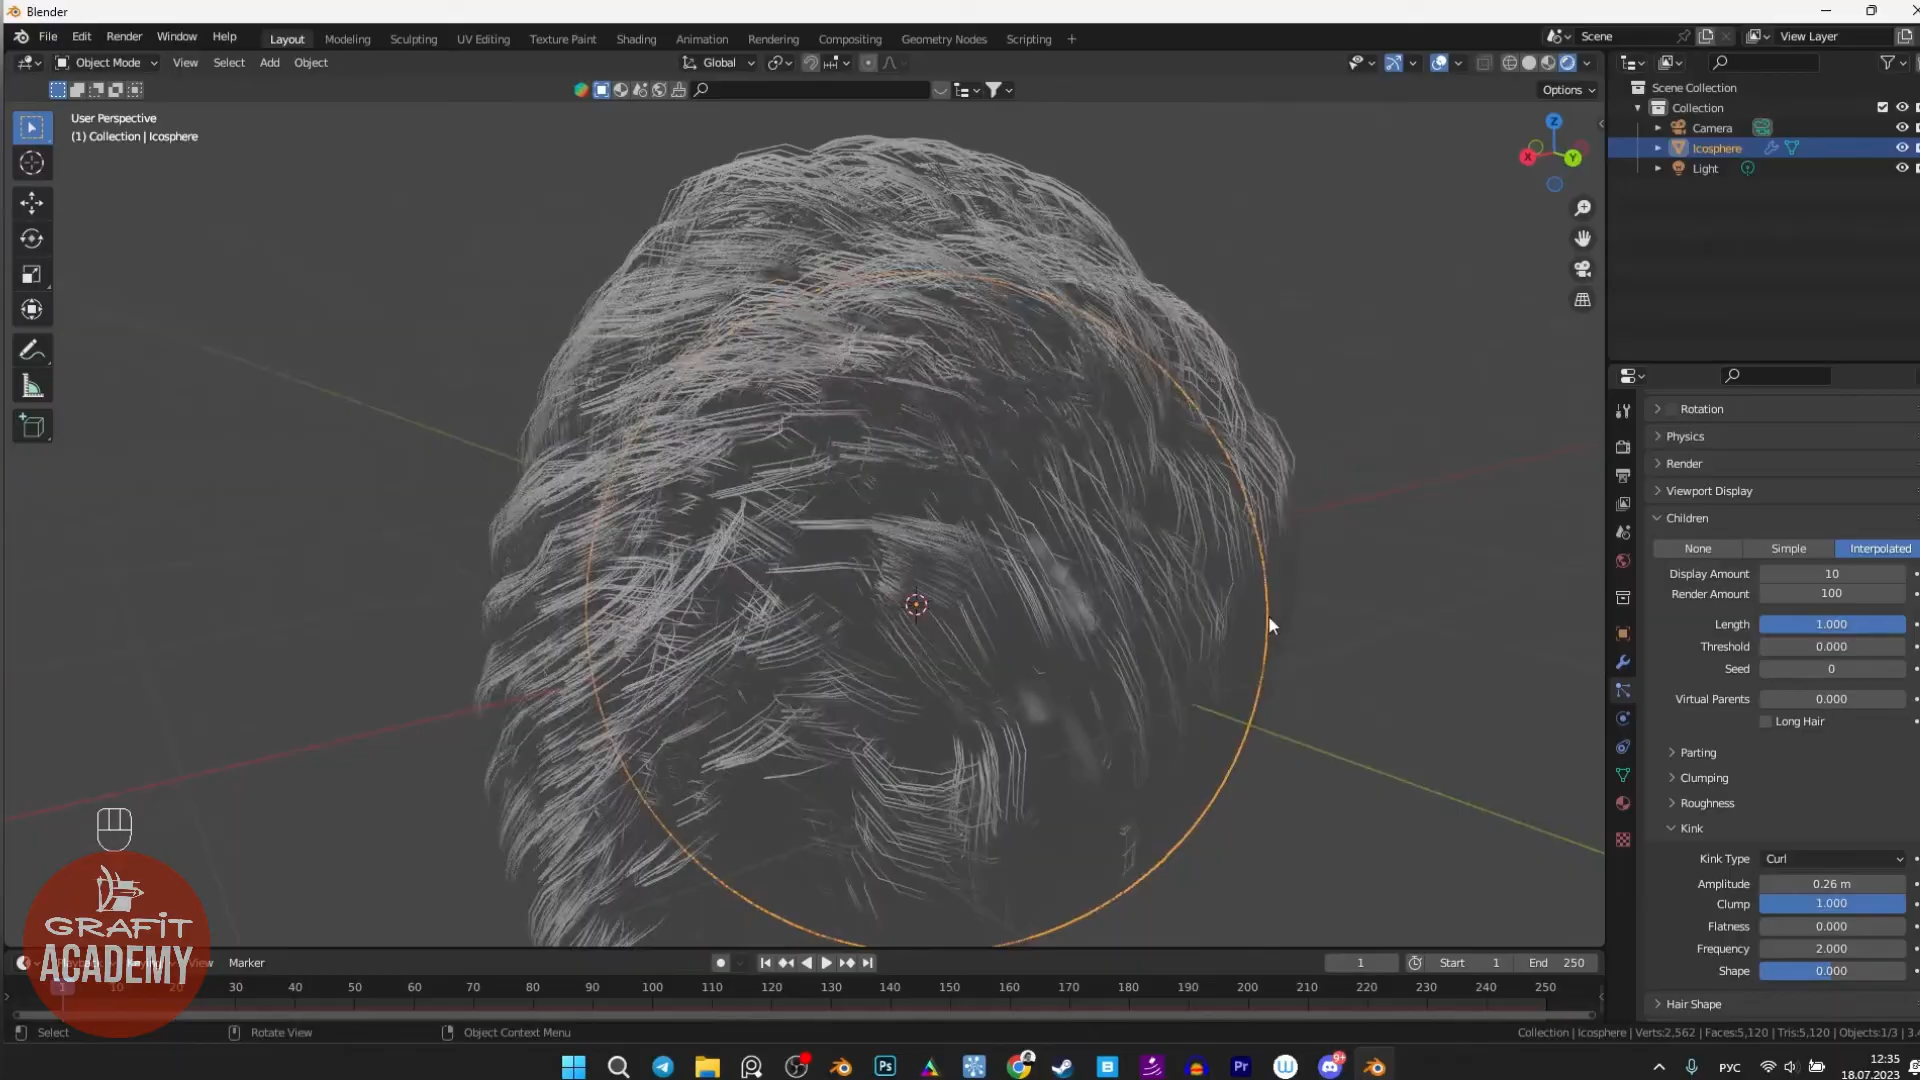 Blender
File Edit Render Window Help Layout Modeling Sculpting UV Editing Texture Paint Shading Animation Rendering Compositing Geometry Nodes Scripting + Scene View Layer
Object Mode View Select Add Object Global
Options
User Perspective
(1) Collection | Icosphere
Z
X
Y
Scene Collection
Collection
Camera
Icosphere
Light
Rotation
Physics
Render
Viewport Display
Children
None Simple Interpolated
Display Amount 10
Render Amount 100
Length 1.000
Threshold 0.000
Seed 0
Virtual Parents 0.000
Long Hair
Parting
Clumping
Roughness
Kink
Kink Type Curl
Amplitude 0.26 m
Clump 1.000
Flatness 0.000
Frequency 2.000
Shape 0.000
Hair Shape
GRAFiT
ACADEMY
Marker
1 Start 1 End 250
1 10 20 30 40 50 60 70 80 90 100 110 120 130 140 150 160 170 180 190 200 210 220 230 240 250
Select Rotate View Object Context Menu
Collection | Icosphere | Verts:2,562 | Faces:5,120 | Tris:5,120 | Objects:1/3 | 3.
Ps
B
Pr
W
9+
РУС
12:35
18.07.2023